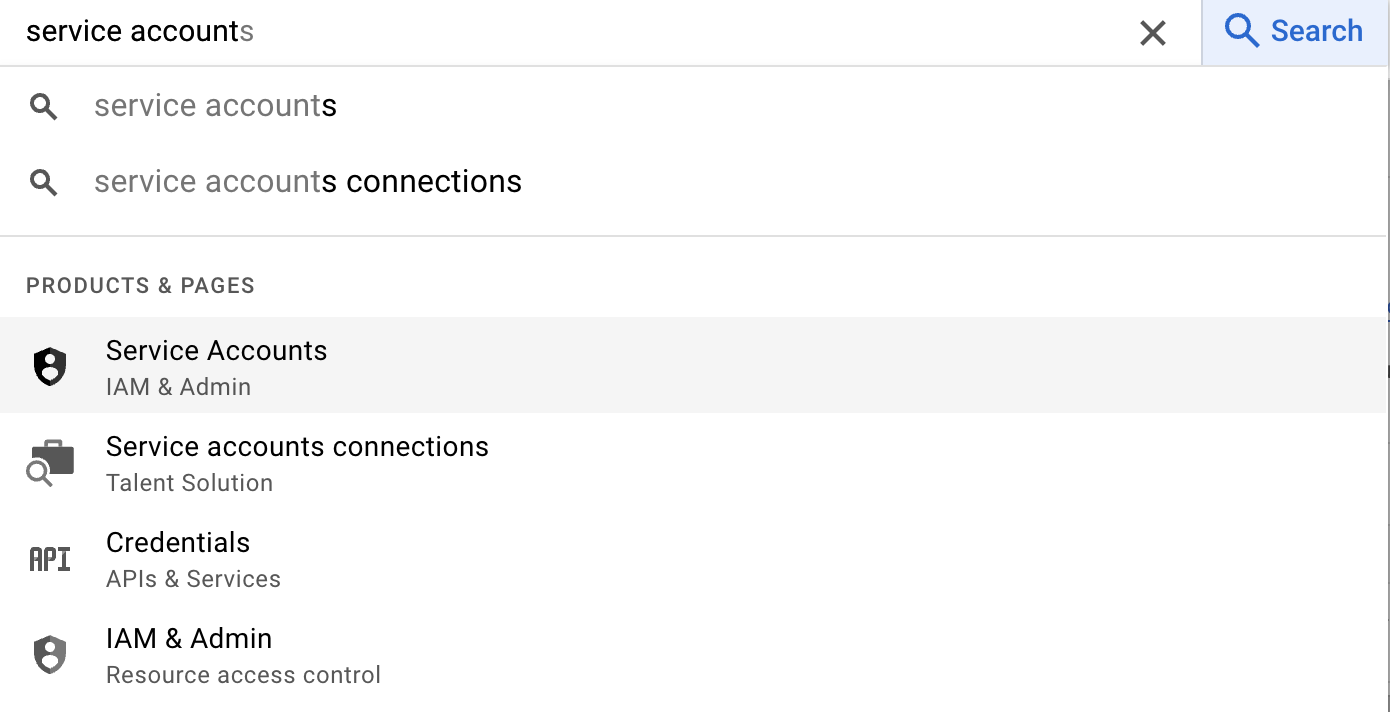 service accounts
Search
service accounts
service accounts connections
PRODUCTS & PAGES
Service Accounts
IAM & Admin
Service accounts connections
Talent Solution
API
Credentials
APIs & Services
IAM & Admin
Resource access control